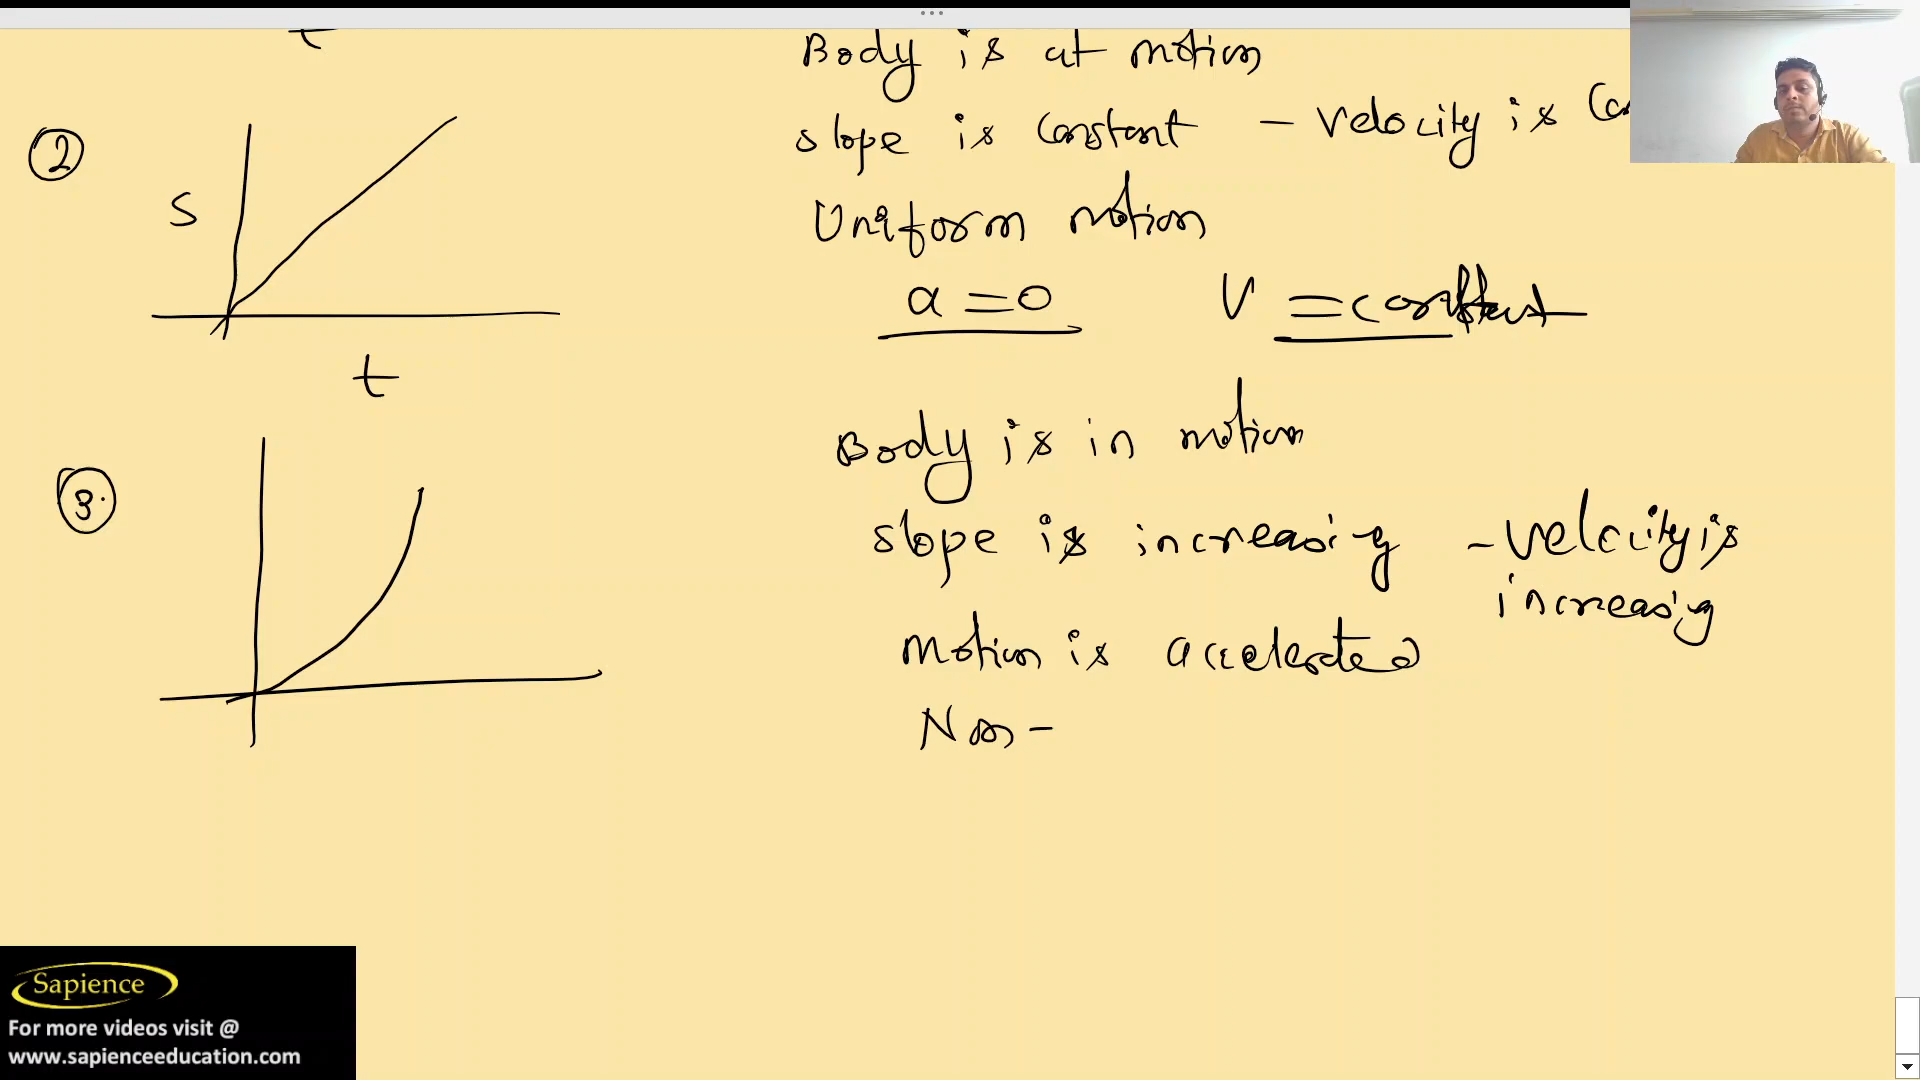 t
Body is at motion
② S
slope is constant - velocity is
Uniform motion
a = 0 V = constant
t
Body is in motion
③.
slope is increasing - velocity is
increasing
motion is accelerated
Non -
Sapience
For more videos visit @
www.sapienceeducation.com